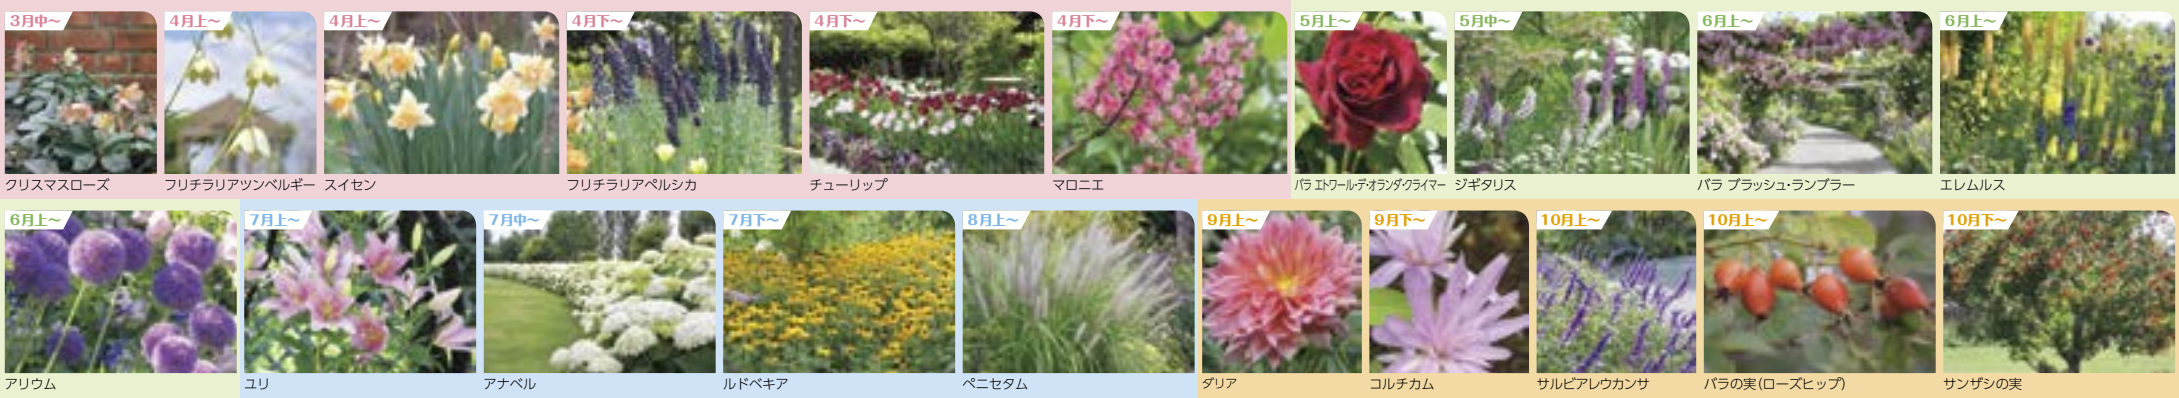 3月中～
クリスマスローズ
4月上～
フリチラリアツンベルギー
4月上～
スイセン
4月下～
フリチラリアペルシカ
4月下～
チューリップ
4月下～
マロニエ
5月上～
バラ エトワール・デ・オランダ・クライマー
5月中～
ジギタリス
6月上～
バラ ブラッシュ・ランブラー
6月上～
エレムルス
6月上～
アリウム
7月上～
ユリ
7月中～
アナベル
7月下～
ルドベキア
8月上～
ペニセタム
9月上～
ダリア
9月下～
コルチカム
10月上～
サルビアレウカンサ
10月上～
バラの実(ローズヒップ)
10月下～
サンザシの実